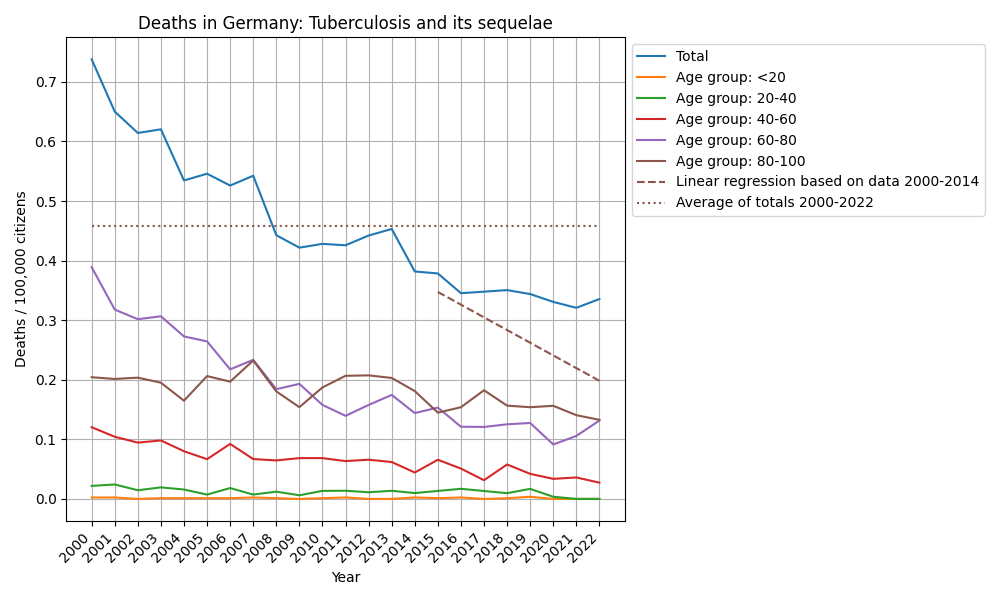 Deaths in Germany: Tuberculosis and its sequelae
Deaths / 100,000 citizens
0.7
0.6
0.5
0.4
0.3
0.2
0.1
0.0
2000
2001
2002
2003
2004
2005
2006
2007
2008
2009
2010
2011
2012
2013
2014
2015
2016
2017
2018
2019
2020
2021
2022
Year
Total
Age group: <20
Age group: 20-40
Age group: 40-60
Age group: 60-80
Age group: 80-100
Linear regression based on data 2000-2014
Average of totals 2000-2022